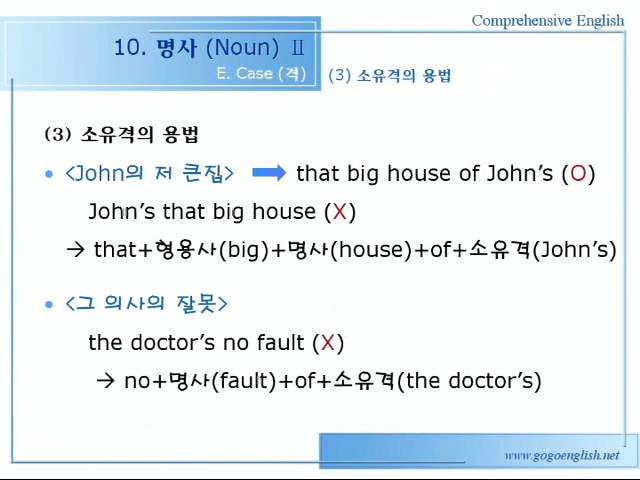 Comprehensive English
10. 명사 (Noun) Ⅱ
E. Case (격)
(3) 소유격의 용법
(3) 소유격의 용법
• <John의 저 큰집> ➡ that big house of John's (O)
John's that big house (X)
→ that+형용사(big)+명사(house)+of+소유격(John's)
• <그 의사의 잘못>
the doctor's no fault (X)
→ no+명사(fault)+of+소유격(the doctor's)
www.gogoenglish.net